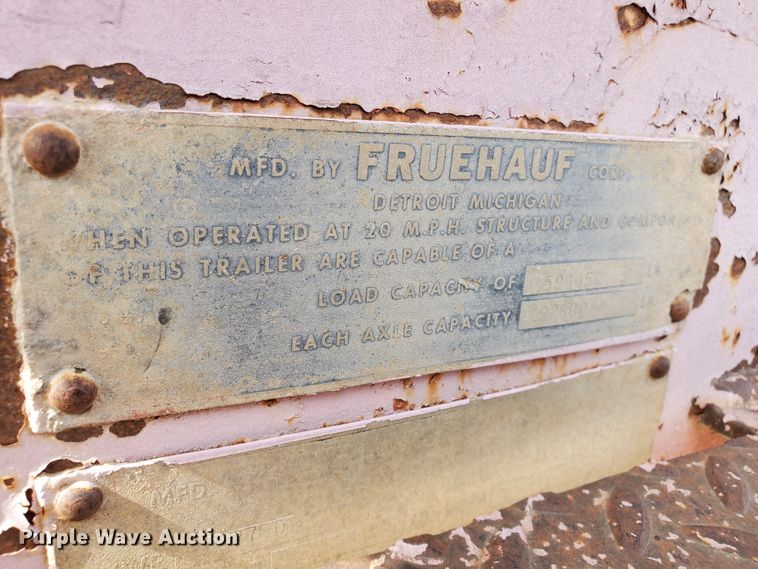 MFD. BY FRUEHAUF CORP.
DETROIT MICHIGAN
HEN OPERATED AT 20 M.P.H. STRUCTURE AND COMPON
OF THIS TRAILER ARE CAPABLE OF A
LOAD CAPACITY OF
EACH AXLE CAPACITY
MFD.
Purple Wave Auction